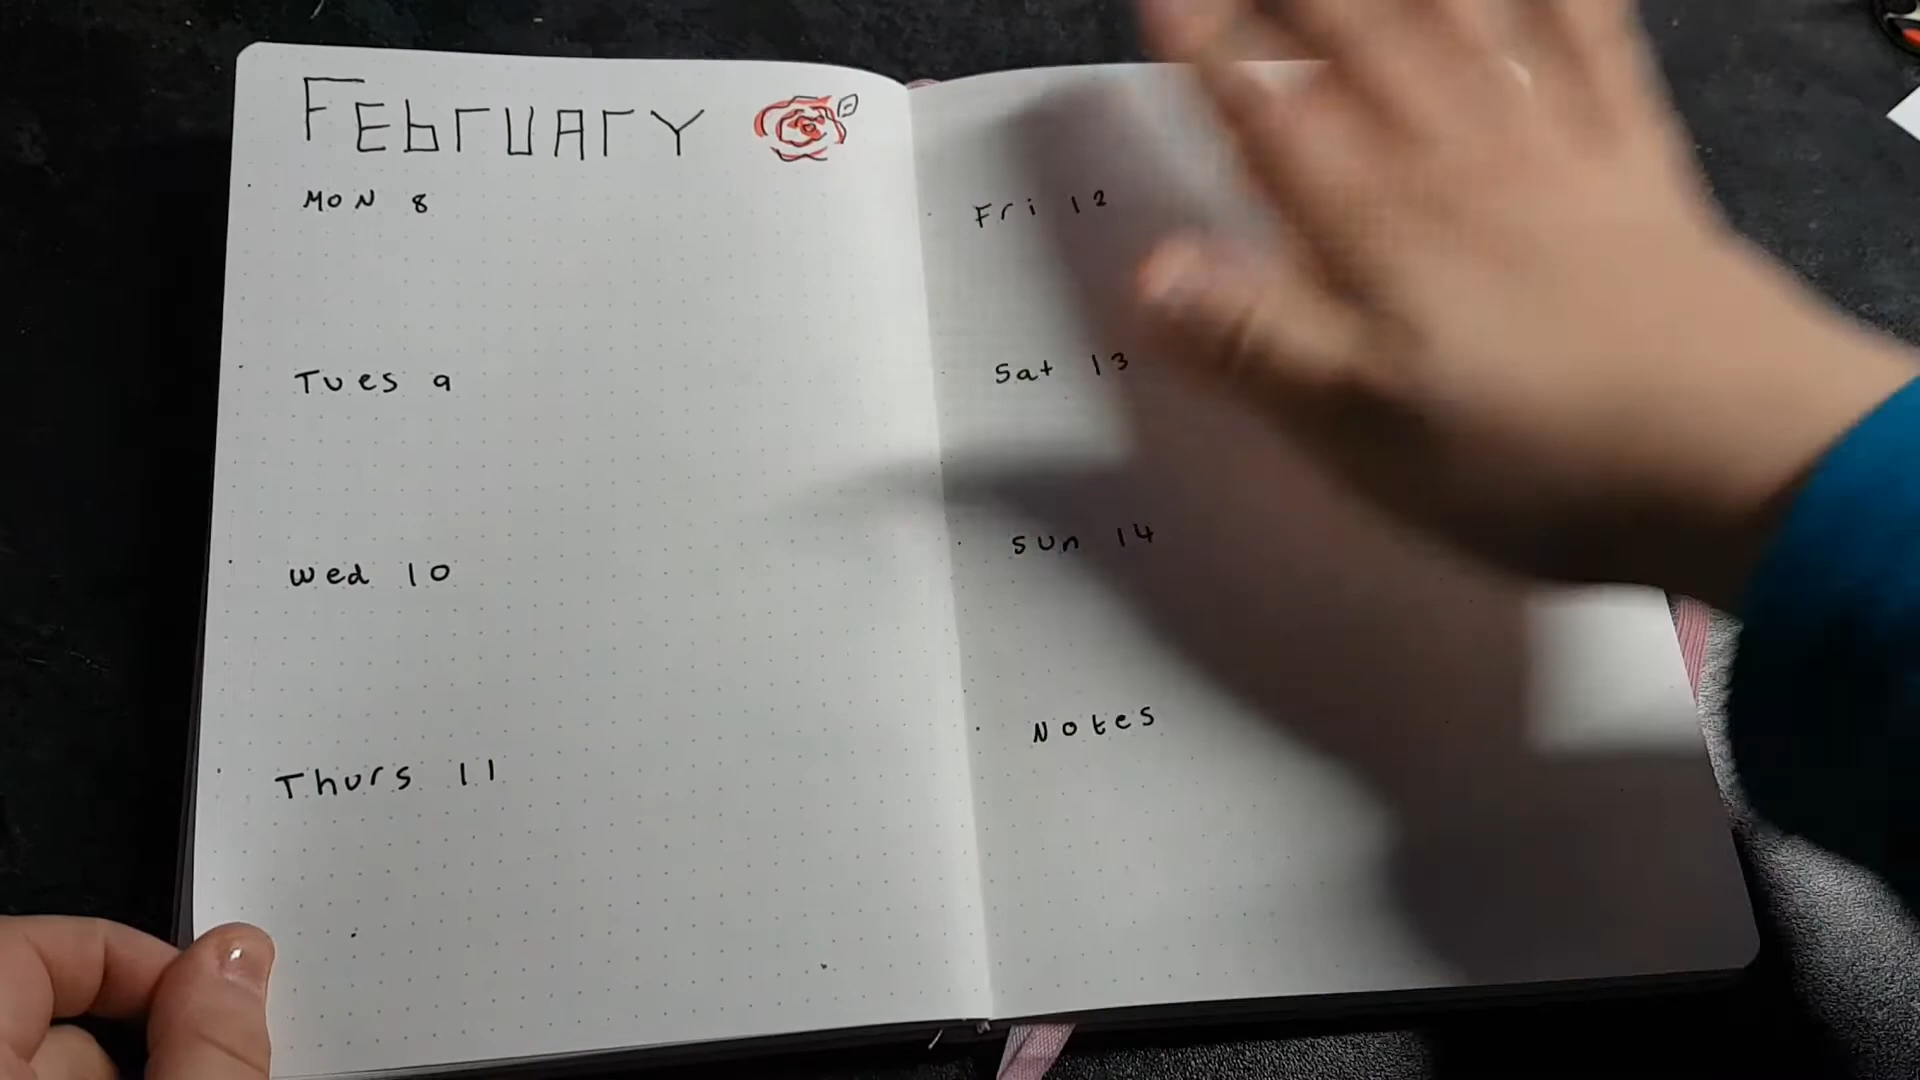 FEbrUArY
MON 8
Tues 9
Wed 10
Thurs 11
Fri 12
Sat 13
Sun 14
Notes